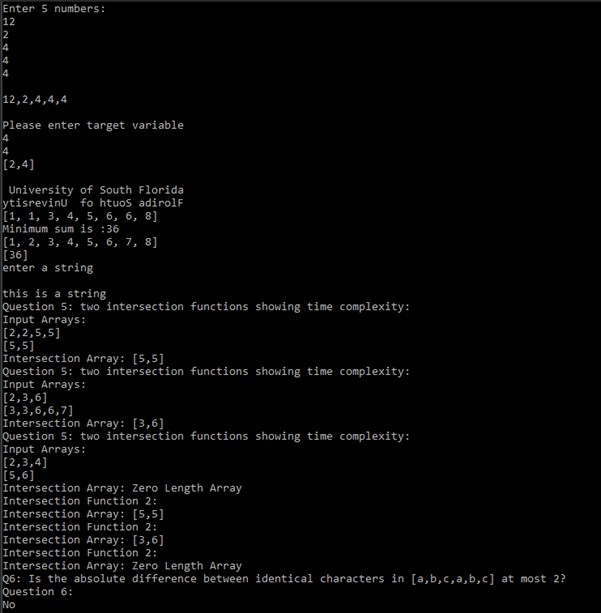 Enter 5 numbers:
12
2
4
4
4
12,2,4,4,4
Please enter target variable
4
4
[2,4]
University of South Florida
ytisrevinU  fo htuoS adirolF
[1, 1, 3, 4, 5, 6, 6, 8]
Minimum sum is :36
[1, 2, 3, 4, 5, 6, 7, 8]
[36]
enter a string
this is a string
Question 5: two intersection functions showing time complexity:
Input Arrays:
[2,2,5,5]
[5,5]
Intersection Array: [5,5]
Question 5: two intersection functions showing time complexity:
Input Arrays:
[2,3,6]
[3,3,6,6,7]
Intersection Array: [3,6]
Question 5: two intersection functions showing time complexity:
Input Arrays:
[2,3,4]
[5,6]
Intersection Array: Zero Length Array
Intersection Function 2:
Intersection Array: [5,5]
Intersection Function 2:
Intersection Array: [3,6]
Intersection Function 2:
Intersection Array: Zero Length Array
Q6: Is the absolute difference between identical characters in [a,b,c,a,b,c] at most 2?
Question 6:
No